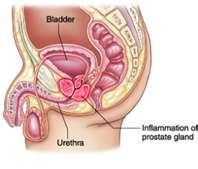 Bladder
Inflammation of
prostate gland
Urethra